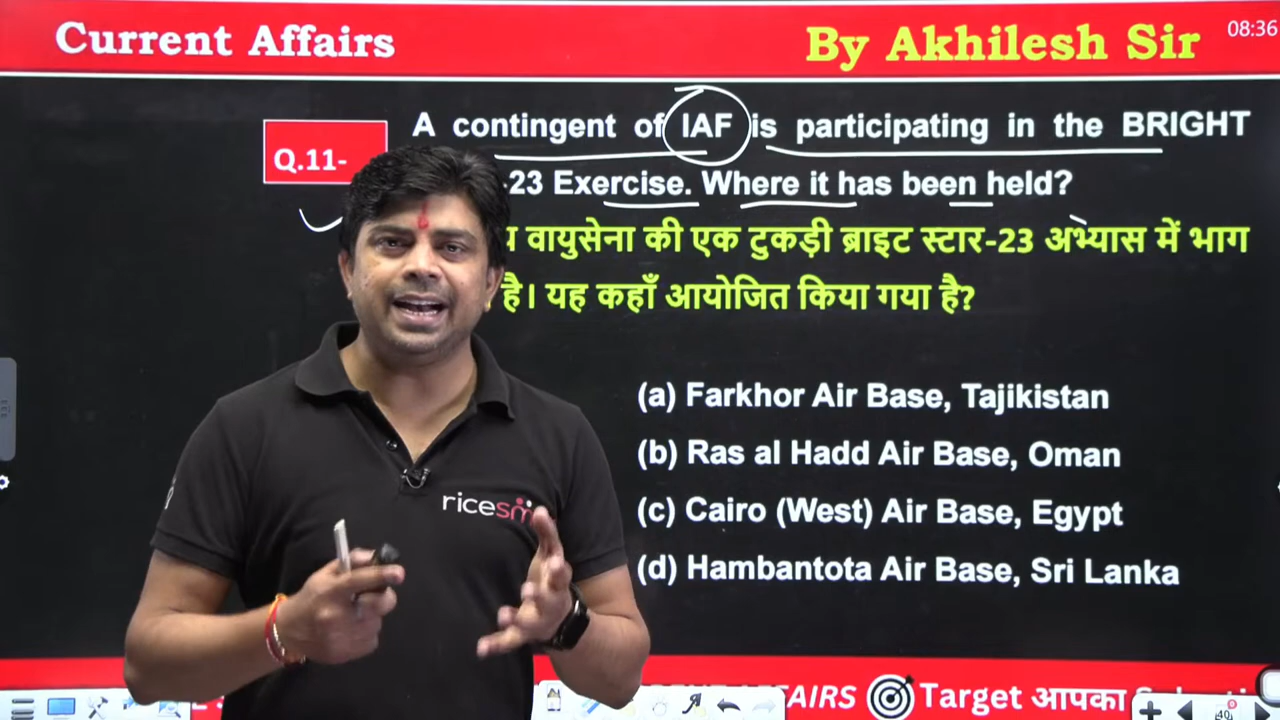 Current Affairs
By Akhilesh Sir
08:36
Q.11-
A contingent of IAF is participating in the BRIGHT
-23 Exercise. Where it has been held?
वायुसेना की एक टुकड़ी ब्राइट स्टार-23 अभ्यास में भाग
है। यह कहाँ आयोजित किया गया है?
(a) Farkhor Air Base, Tajikistan
(b) Ras al Hadd Air Base, Oman
(c) Cairo (West) Air Base, Egypt
(d) Hambantota Air Base, Sri Lanka
AFFAIRS
Target आपका